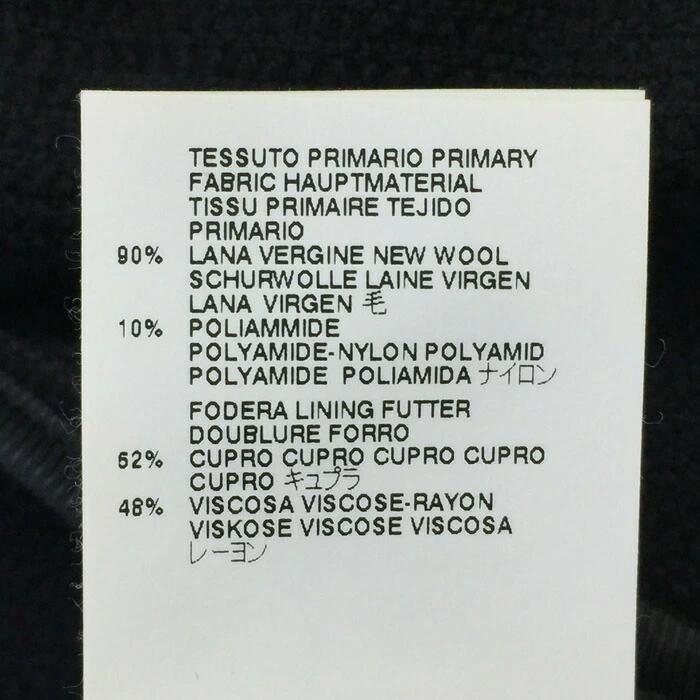 TESSUTO PRIMARIO PRIMARY
FABRIC HAUPTMATERIAL
TISSU PRIMAIRE TEJIDO
PRIMARIO
90% LANA VERGINE NEW WOOL
SCHURWOLLE LAINE VIRGEN
LANA VIRGEN 毛
10% POLIAMMIDE
POLYAMIDE-NYLON POLYAMID
POLYAMIDE POLIAMIDA ナイロン
FODERA LINING FUTTER
DOUBLURE FORRO
52% CUPRO CUPRO CUPRO CUPRO
CUPRO キュプラ
48% VISCOSA VISCOSE-RAYON
VISKOSE VISCOSE VISCOSA
レーヨン